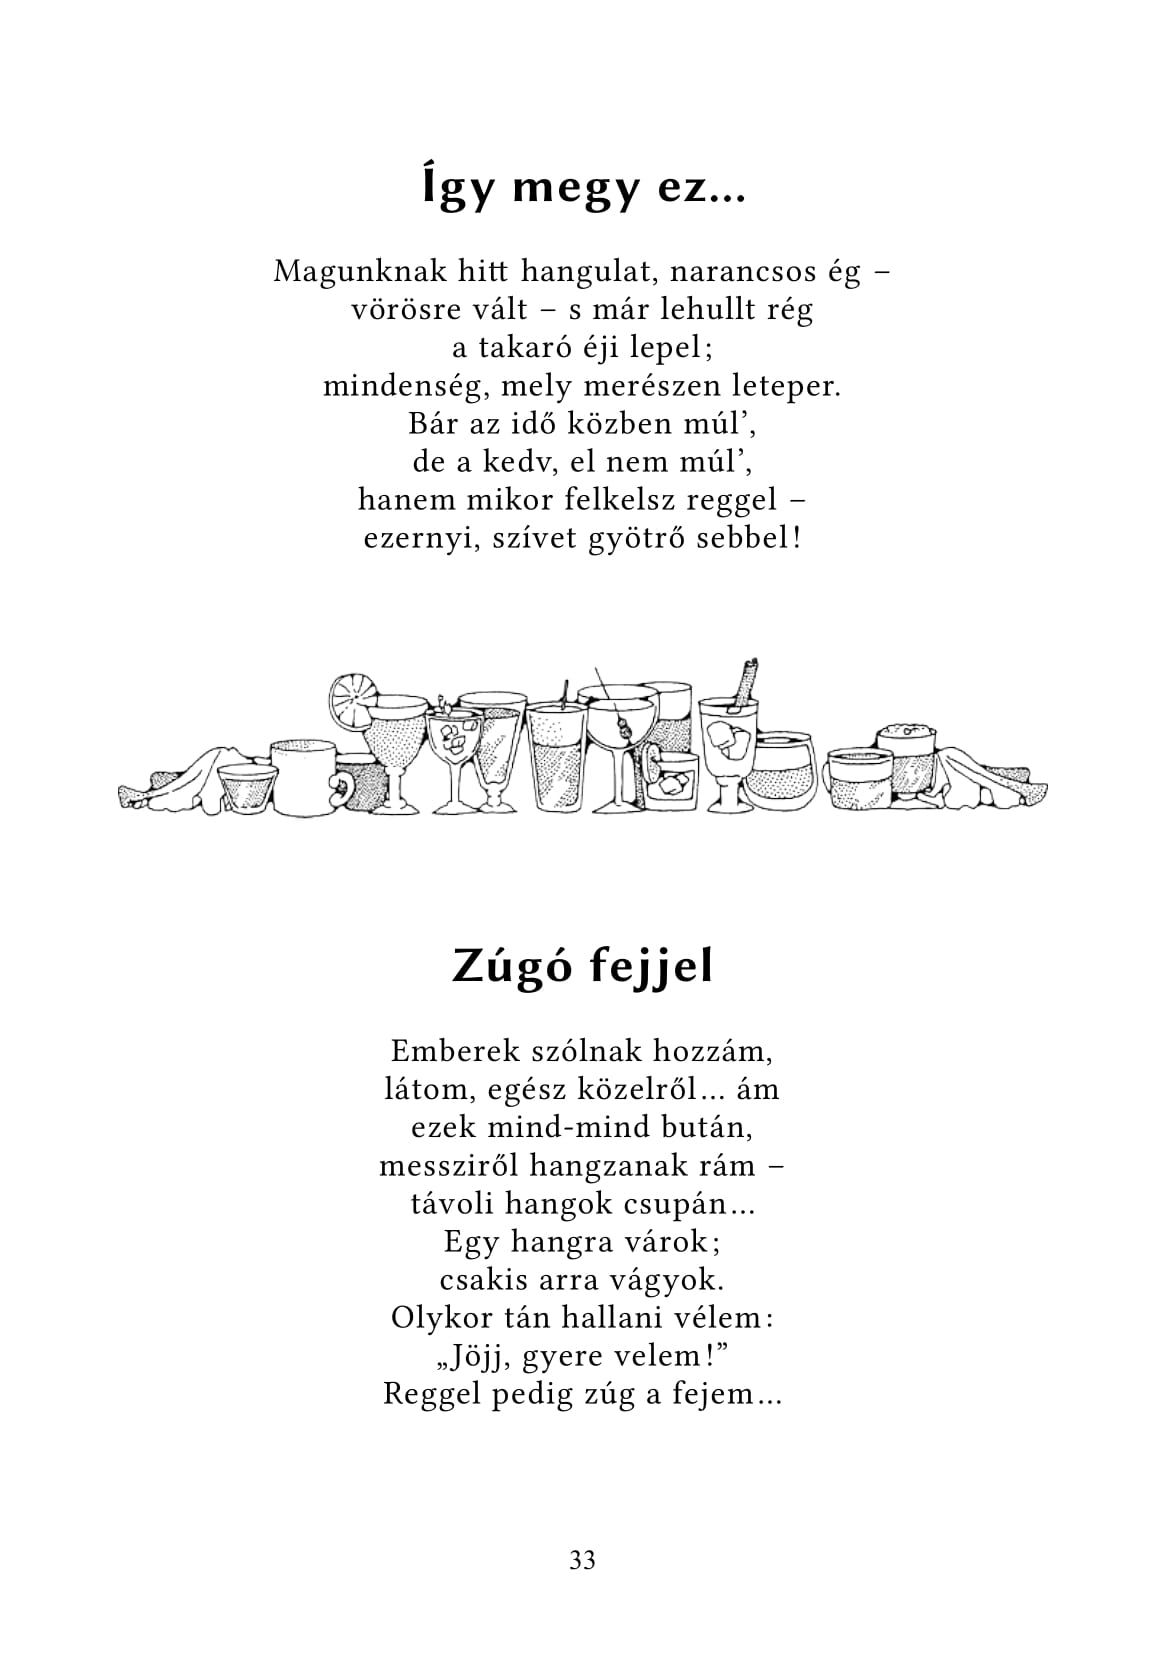 Így megy ez…
Magunknak hitt hangulat, narancsos ég –
vörösre vált – s már lehullt rég
a takaró éji lepel;
mindenség, mely merészen leteper.
Bár az idő közben múl’,
de a kedv, el nem múl’,
hanem mikor felkelsz reggel –
ezernyi, szívet gyötrő sebbel!
Zúgó fejjel
Emberek szólnak hozzám,
látom, egész közelről… ám
ezek mind-mind bután,
messziről hangzanak rám –
távoli hangok csupán…
Egy hangra várok;
csakis arra vágyok.
Olykor tán hallani vélem:
„Jöjj, gyere velem!”
Reggel pedig zúg a fejem…
33